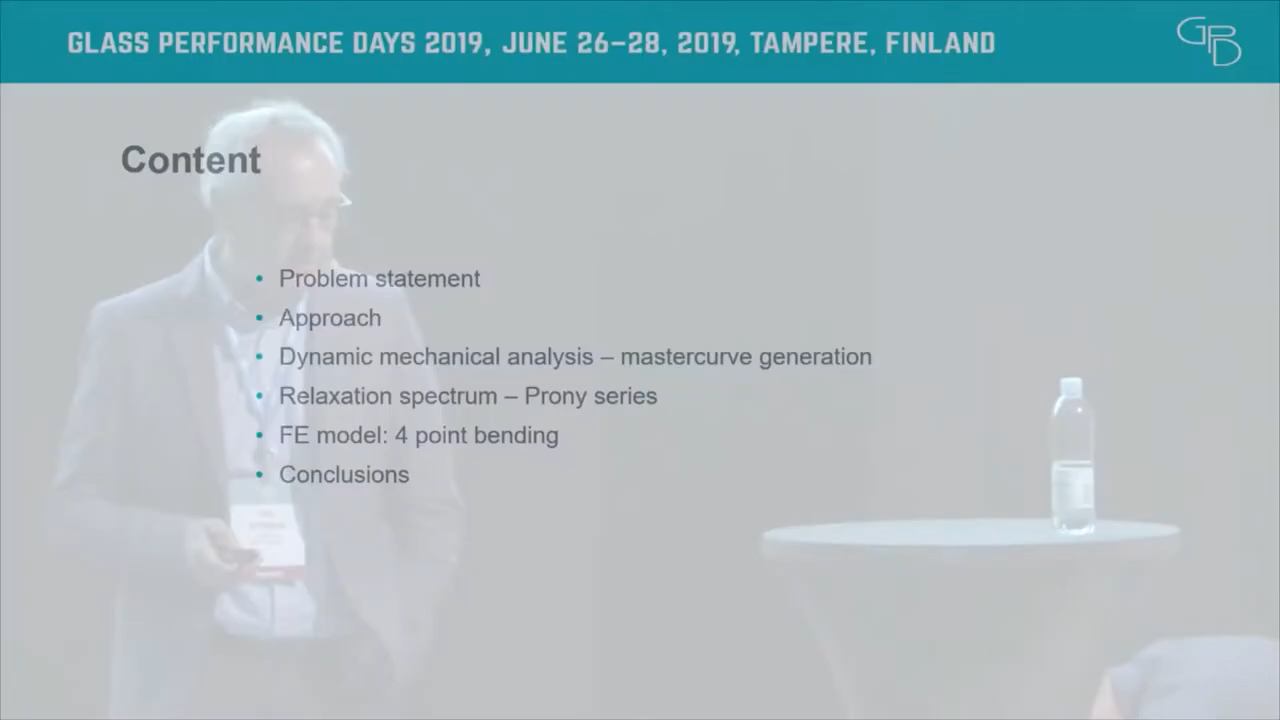 GLASS PERFORMANCE DAYS 2019, JUNE 26–28, 2019, TAMPERE, FINLAND
GPD
Content
• Problem statement
• Approach
• Dynamic mechanical analysis – mastercurve generation
• Relaxation spectrum – Prony series
• FE model: 4 point bending
• Conclusions